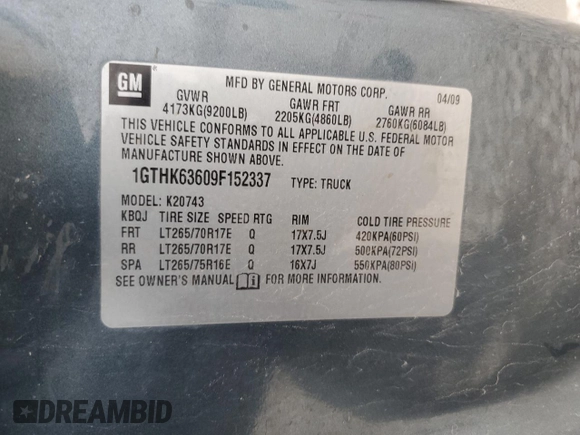 GM
MFD BY GENERAL MOTORS CORP. 04/09
GVWR GAWR FRT GAWR RR
4173KG(9200LB) 2205KG(4860LB) 2760KG(6084LB)
THIS VEHICLE CONFORMS TO ALL APPLICABLE U.S. FEDERAL MOTOR
VEHICLE SAFETY STANDARDS IN EFFECT ON THE DATE OF
MANUFACTURE SHOWN ABOVE.
1GTHK63609F152337 TYPE: TRUCK
MODEL: K20743
KBQJ TIRE SIZE SPEED RTG RIM COLD TIRE PRESSURE
FRT LT265/70R17E Q 17X7.5J 420KPA(60PSI)
RR LT265/70R17E Q 17X7.5J 500KPA(72PSI)
SPA LT265/75R16E Q 16X7J 550KPA(80PSI)
SEE OWNER'S MANUAL FOR MORE INFORMATION.
DREAMBID